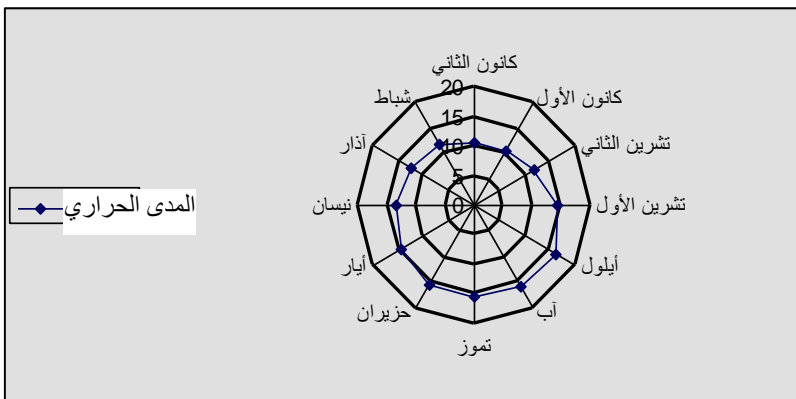 كانون الثاني
كانون الأول
تشرين الثاني
تشرين الأول
أيلول
آب
تموز
حزيران
أيار
نيسان
آذار
شباط
20
15
10
5
0
المدى الحراري